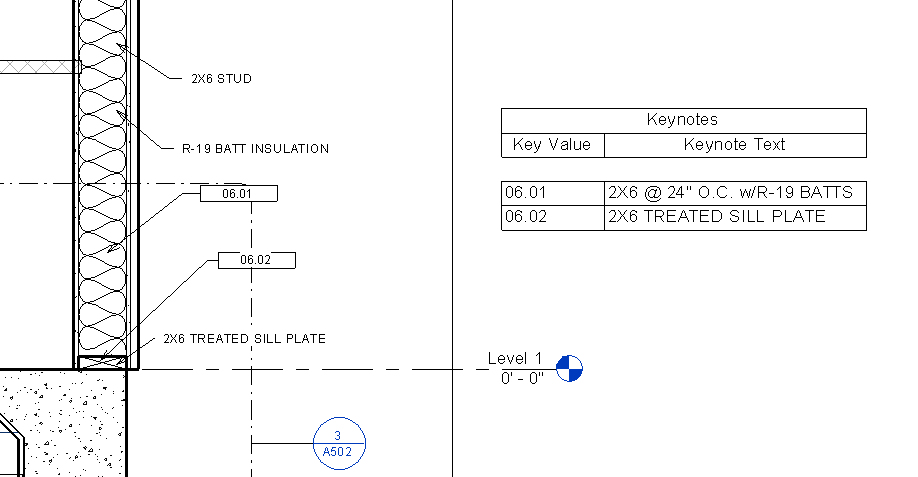 2X6 STUD
R-19 BATT INSULATION
06.01
06.02
2X6 TREATED SILL PLATE
Keynotes
Key Value Keynote Text
06.01 2X6 @ 24" O.C. w/R-19 BATTS
06.02 2X6 TREATED SILL PLATE
Level 1
0' - 0"
3
A502